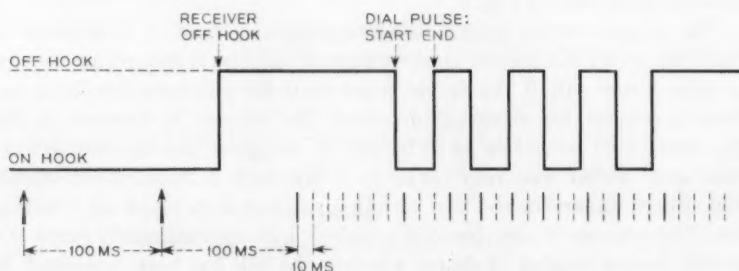 RECEIVER
OFF HOOK
DIAL PULSE:
START END
OFF HOOK
ON HOOK
100 MS
100 MS
10 MS